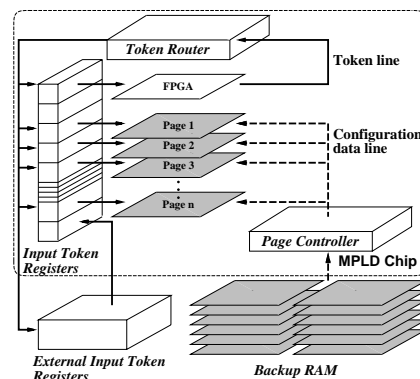 Token Router
Token line
FPGA
Page 1
Page 2
Page 3
Page n
Configuration
data line
Input Token
Registers
Page Controller
MPLD Chip
External Input Token
Registers
Backup RAM